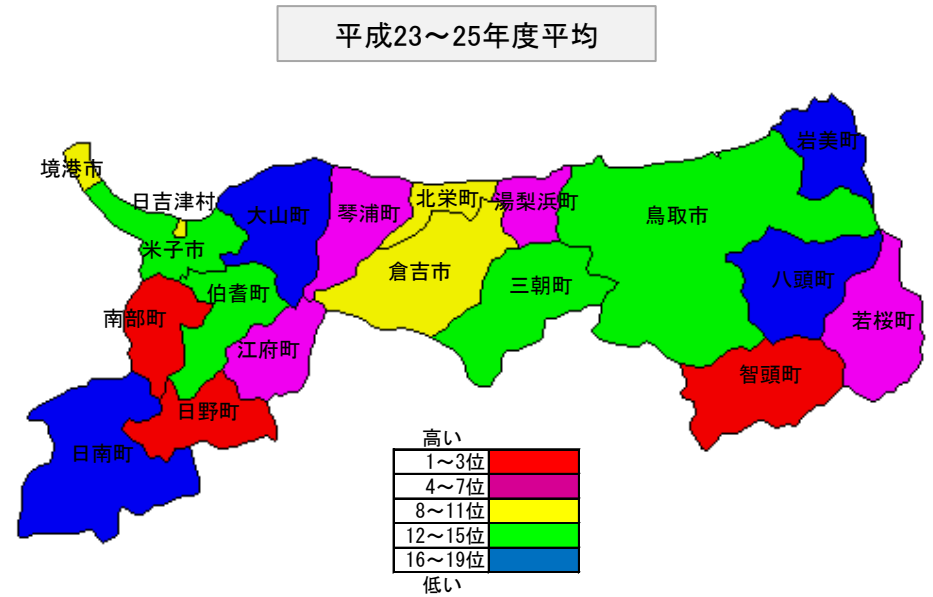 平成23～25年度平均
岩美町
境港市
日吉津村
北栄町
湯梨浜町
大山町
琴浦町
鳥取市
米子市
倉吉市
八頭町
三朝町
伯耆町
南部町
若桜町
江府町
智頭町
日野町
日南町
高い
1～3位
4～7位
8～11位
12～15位
16～19位
低い